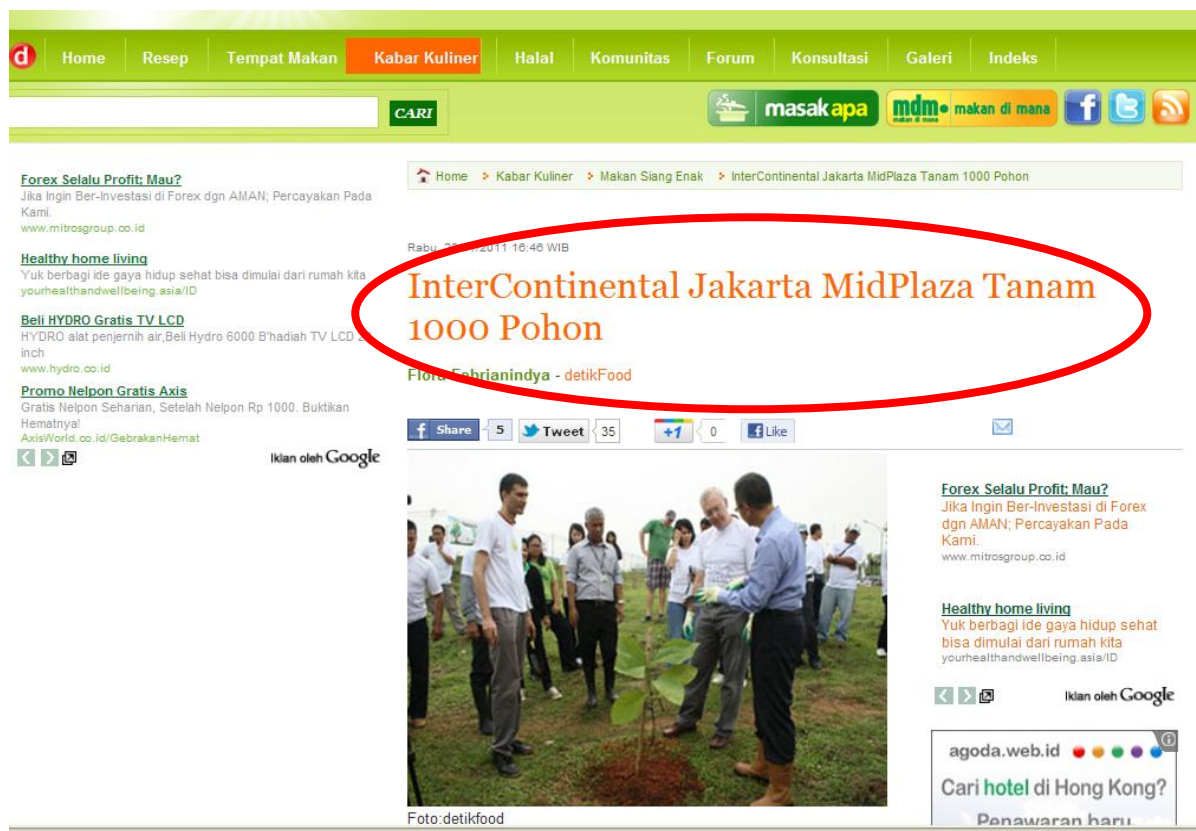 d Home Resep Tempat Makan Kabar Kuliner Halal Komunitas Forum Konsultasi Galeri Indeks
CARI
masak apa
mdm makan di mana
Forex Selalu Profit; Mau?
Jika Ingin Ber-Investasi di Forex dgn AMAN; Percayakan Pada
Kami.
www.mitrosgroup.co.id
Healthy home living
Yuk berbagi ide gaya hidup sehat bisa dimulai dari rumah kita
yourhealthandwellbeing.asia/ID
Beli HYDRO Gratis TV LCD
HYDRO alat penjernih air,Beli Hydro 6000 B'hadiah TV LCD
inch
www.hydro.co.id
Promo Nelpon Gratis Axis
Gratis Nelpon Seharian, Setelah Nelpon Rp 1000. Buktikan
Hematnya!
AxisWorld.co.id/GebrakanHemat
Iklan oleh Google
Home Kabar Kuliner Makan Siang Enak InterContinental Jakarta MidPlaza Tanam 1000 Pohon
Rabu, 2011 16:46 WIB
InterContinental Jakarta MidPlaza Tanam
1000 Pohon
Flora Febrianindya - detikFood
f Share 5 Tweet 35 +1 0 Like
Foto:detikfood
Forex Selalu Profit; Mau?
Jika Ingin Ber-Investasi di Forex
dgn AMAN; Percayakan Pada
Kami.
www.mitrosgroup.co.id
Healthy home living
Yuk berbagi ide gaya hidup sehat
bisa dimulai dari rumah kita
yourhealthandwellbeing.asia/ID
Iklan oleh Google
agoda.web.id
Cari hotel di Hong Kong?
Penawaran baru